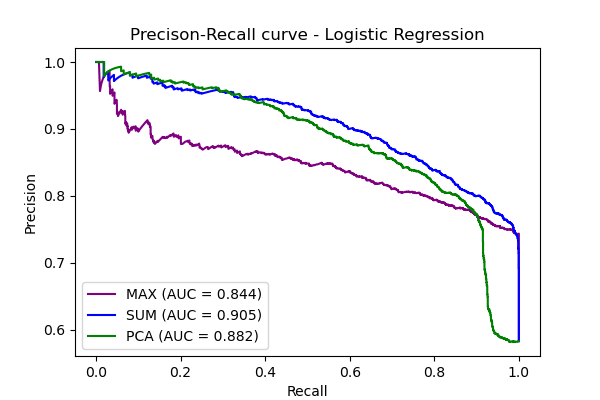 Precison-Recall curve - Logistic Regression
1.0
0.9
0.8
0.7
0.6
Precision
MAX (AUC = 0.844)
SUM (AUC = 0.905)
PCA (AUC = 0.882)
0.0 0.2 0.4 0.6 0.8 1.0
Recall